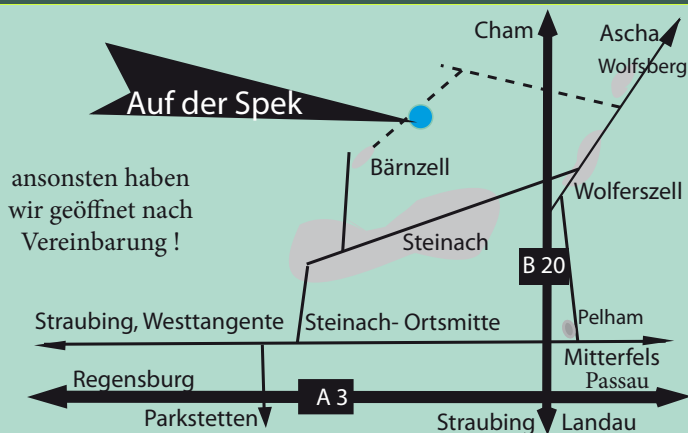 Cham
Ascha
Wolfsberg
Auf der Spek
Bärnzell
ansonsten haben
wir geöffnet nach
Vereinbarung !
Wolferszell
Steinach
B 20
Straubing, Westtangente
Steinach- Ortsmitte
Pelham
Mitterfels
Regensburg
Passau
A 3
Parkstetten
Straubing
Landau